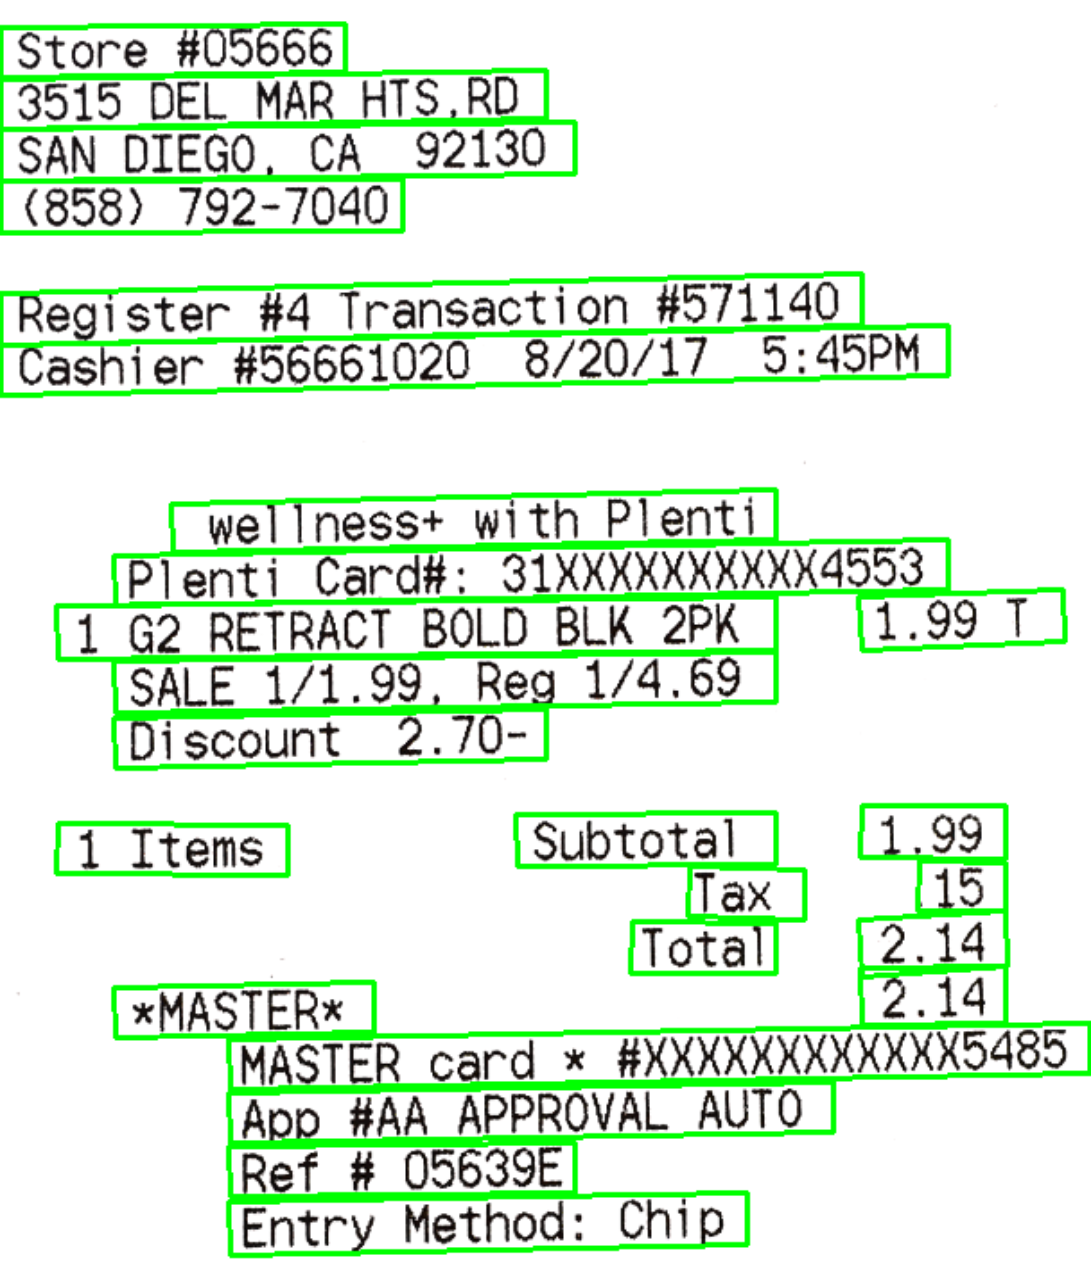 Store #05666
3515 DEL MAR HTS.RD
SAN DIEGO, CA 92130
(858) 792-7040
Register #4 Transaction #571140
Cashier #56661020 8/20/17 5:45PM
wellness+ with Plenti
Plenti Card#: 31XXXXXXXXXX4553
1 G2 RETRACT BOLD BLK 2PK 1.99 T
SALE 1/1.99, Reg 1/4.69
Discount 2.70-
1 Items Subtotal 1.99
Tax .15
Total 2.14
*MASTER* 2.14
MASTER card * #XXXXXXXXXXXX5485
App #AA APPROVAL AUTO
Ref # 05639E
Entry Method: Chip